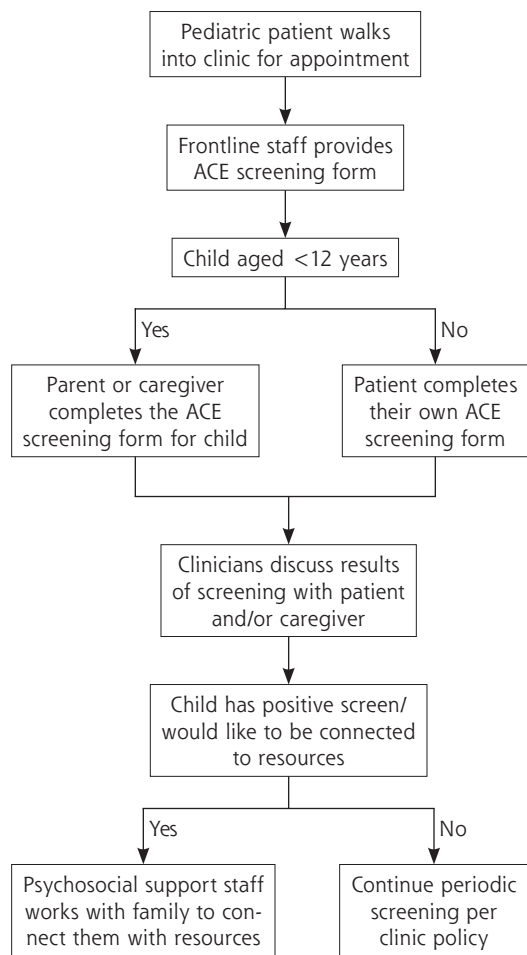 Pediatric patient walks
into clinic for appointment
Frontline staff provides
ACE screening form
Child aged <12 years
Yes
No
Parent or caregiver
completes the ACE
screening form for child
Patient completes
their own ACE
screening form
Clinicians discuss results
of screening with patient
and/or caregiver
Child has positive screen/
would like to be connected
to resources
Yes
No
Psychosocial support staff
works with family to con-
nect them with resources
Continue periodic
screening per
clinic policy